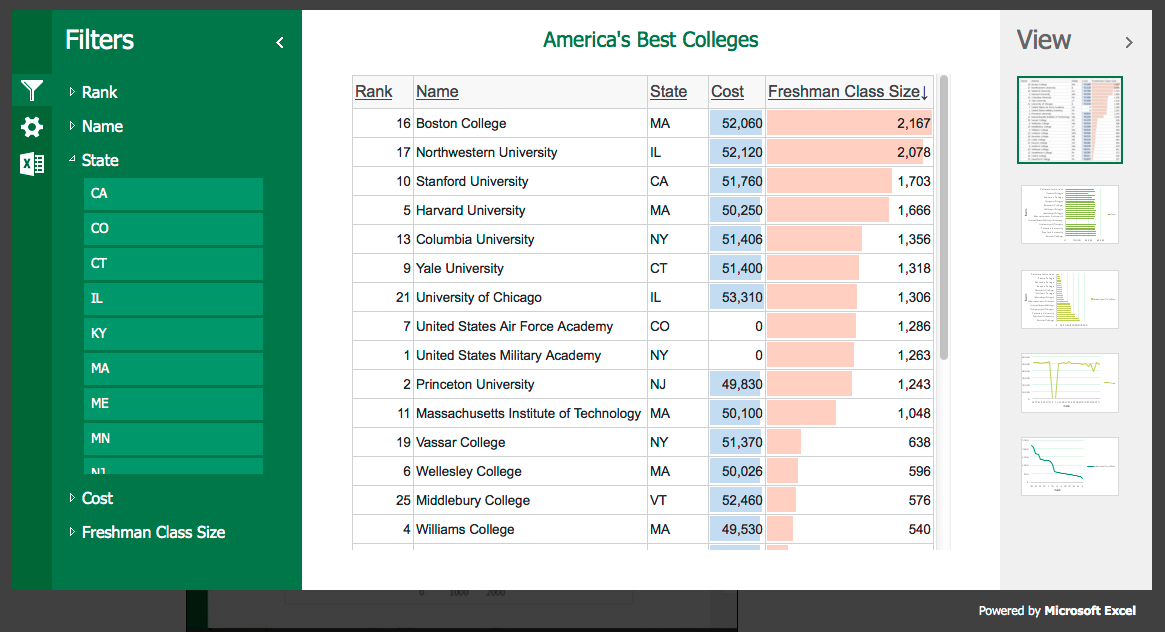 Filters
Rank
Name
State
CA
CO
CT
IL
KY
MA
ME
MN
NJ
Cost
Freshman Class Size
America's Best Colleges
Rank Name State Cost Freshman Class Size↓
16 Boston College MA 52,060 2,167
17 Northwestern University IL 52,120 2,078
10 Stanford University CA 51,760 1,703
5 Harvard University MA 50,250 1,666
13 Columbia University NY 51,406 1,356
9 Yale University CT 51,400 1,318
21 University of Chicago IL 53,310 1,306
7 United States Air Force Academy CO 0 1,286
1 United States Military Academy NY 0 1,263
2 Princeton University NJ 49,830 1,243
11 Massachusetts Institute of Technology MA 50,100 1,048
19 Vassar College NY 51,370 638
6 Wellesley College MA 50,026 596
25 Middlebury College VT 52,460 576
4 Williams College MA 49,530 540
View
0 1000 2000
Powered by Microsoft Excel